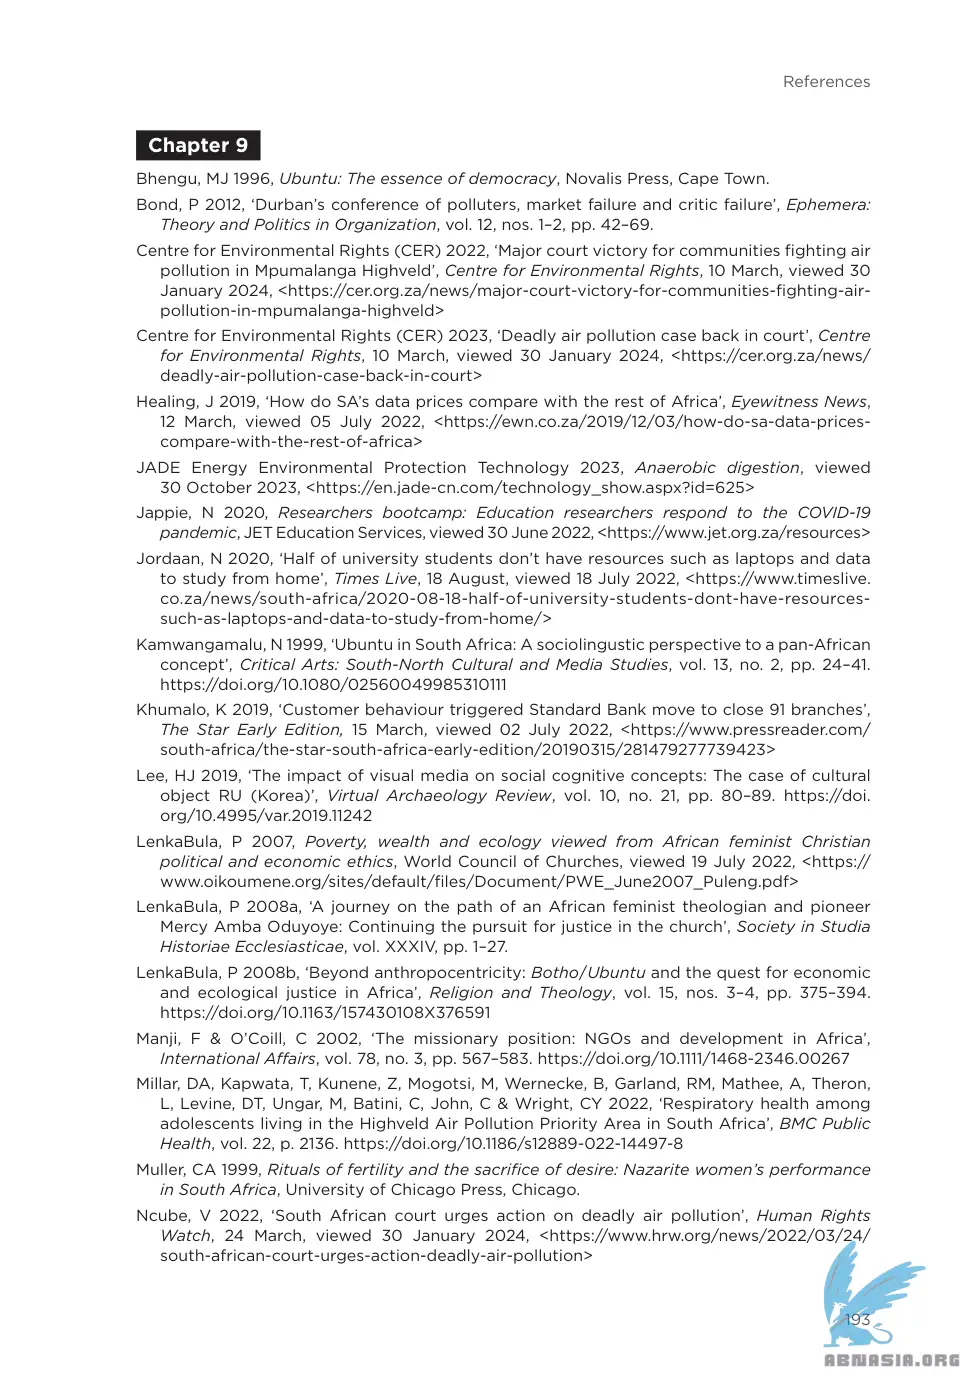 References
Chapter 9
Bhengu, MJ 1996, Ubuntu: The essence of democracy, Novalis Press, Cape Town.
Bond, P 2012, ‘Durban’s conference of polluters, market failure and critic failure’, Ephemera:
Theory and Politics in Organization, vol. 12, nos. 1–2, pp. 42–69.
Centre for Environmental Rights (CER) 2022, ‘Major court victory for communities fighting air
pollution in Mpumalanga Highveld’, Centre for Environmental Rights, 10 March, viewed 30
January 2024, <https://cer.org.za/news/major-court-victory-for-communities-fighting-air-
pollution-in-mpumalanga-highveld>
Centre for Environmental Rights (CER) 2023, ‘Deadly air pollution case back in court’, Centre
for Environmental Rights, 10 March, viewed 30 January 2024, <https://cer.org.za/news/
deadly-air-pollution-case-back-in-court>
Healing, J 2019, ‘How do SA’s data prices compare with the rest of Africa’, Eyewitness News,
12 March, viewed 05 July 2022, <https://ewn.co.za/2019/12/03/how-do-sa-data-prices-
compare-with-the-rest-of-africa>
JADE Energy Environmental Protection Technology 2023, Anaerobic digestion, viewed
30 October 2023, <https://en.jade-cn.com/technology_show.aspx?id=625>
Jappie, N 2020, Researchers bootcamp: Education researchers respond to the COVID-19
pandemic, JET Education Services, viewed 30 June 2022, <https://www.jet.org.za/resources>
Jordaan, N 2020, ‘Half of university students don’t have resources such as laptops and data
to study from home’, Times Live, 18 August, viewed 18 July 2022, <https://www.timeslive.
co.za/news/south-africa/2020-08-18-half-of-university-students-dont-have-resources-
such-as-laptops-and-data-to-study-from-home/>
Kamwangamalu, N 1999, ‘Ubuntu in South Africa: A sociolingustic perspective to a pan-African
concept’, Critical Arts: South-North Cultural and Media Studies, vol. 13, no. 2, pp. 24–41.
https://doi.org/10.1080/02560049985310111
Khumalo, K 2019, ‘Customer behaviour triggered Standard Bank move to close 91 branches’,
The Star Early Edition, 15 March, viewed 02 July 2022, <https://www.pressreader.com/
south-africa/the-star-south-africa-early-edition/20190315/281479277739423>
Lee, HJ 2019, ‘The impact of visual media on social cognitive concepts: The case of cultural
object RU (Korea)’, Virtual Archaeology Review, vol. 10, no. 21, pp. 80–89. https://doi.
org/10.4995/var.2019.11242
LenkaBula, P 2007, Poverty, wealth and ecology viewed from African feminist Christian
political and economic ethics, World Council of Churches, viewed 19 July 2022, <https://
www.oikoumene.org/sites/default/files/Document/PWE_June2007_Puleng.pdf>
LenkaBula, P 2008a, ‘A journey on the path of an African feminist theologian and pioneer
Mercy Amba Oduyoye: Continuing the pursuit for justice in the church’, Society in Studia
Historiae Ecclesiasticae, vol. XXXIV, pp. 1–27.
LenkaBula, P 2008b, ‘Beyond anthropocentricity: Botho/Ubuntu and the quest for economic
and ecological justice in Africa’, Religion and Theology, vol. 15, nos. 3–4, pp. 375–394.
https://doi.org/10.1163/157430108X376591
Manji, F & O’Coill, C 2002, ‘The missionary position: NGOs and development in Africa’,
International Affairs, vol. 78, no. 3, pp. 567–583. https://doi.org/10.1111/1468-2346.00267
Millar, DA, Kapwata, T, Kunene, Z, Mogotsi, M, Wernecke, B, Garland, RM, Mathee, A, Theron,
L, Levine, DT, Ungar, M, Batini, C, John, C & Wright, CY 2022, ‘Respiratory health among
adolescents living in the Highveld Air Pollution Priority Area in South Africa’, BMC Public
Health, vol. 22, p. 2136. https://doi.org/10.1186/s12889-022-14497-8
Muller, CA 1999, Rituals of fertility and the sacrifice of desire: Nazarite women’s performance
in South Africa, University of Chicago Press, Chicago.
Ncube, V 2022, ‘South African court urges action on deadly air pollution’, Human Rights
Watch, 24 March, viewed 30 January 2024, <https://www.hrw.org/news/2022/03/24/
south-african-court-urges-action-deadly-air-pollution>
193
ABNASIA.ORG